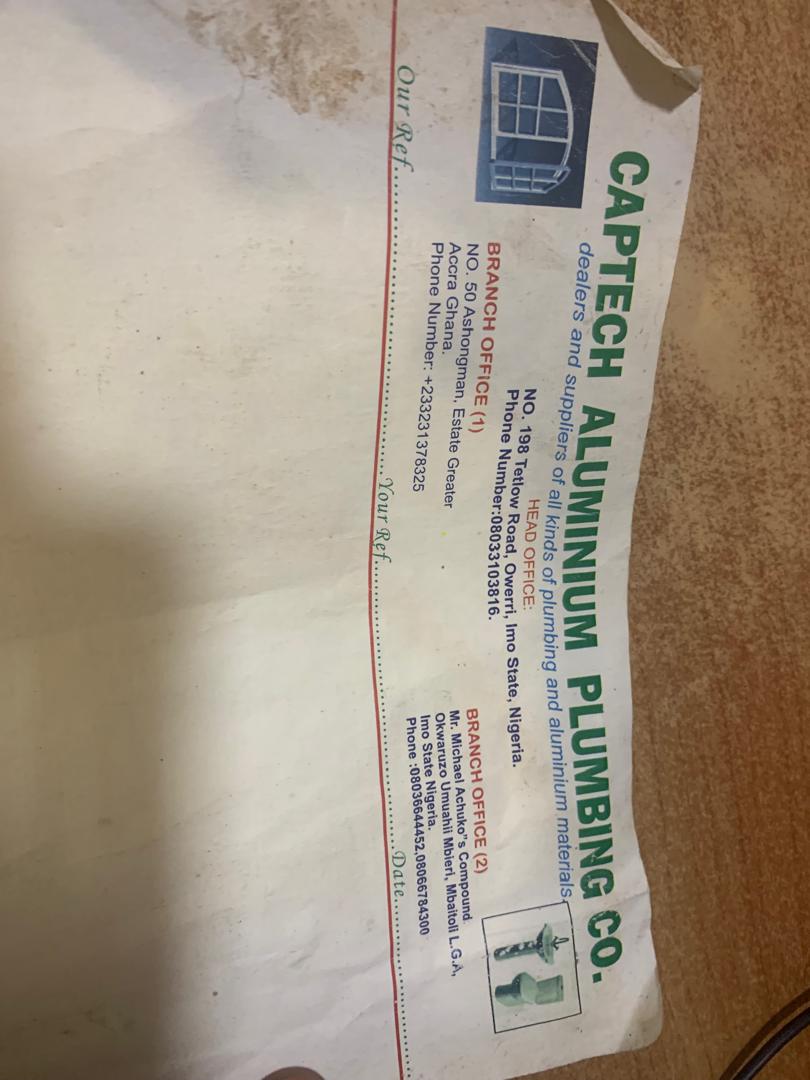 CAPTECH ALUMINIUM PLUMBING CO.
dealers and suppliers of all kinds of plumbing and aluminium materials.
HEAD OFFICE:
NO. 198 Tetlow Road, Owerri, Imo State, Nigeria.
Phone Number:08033103816.
BRANCH OFFICE (1)
NO. 50 Ashongman, Estate Greater
Accra Ghana.
Phone Number: +233231378325
BRANCH OFFICE (2)
Mr. Michael Achuko"s Compound
Okwaruzo Umuahii Mbieri, Mbaitoli L.G.A,
Imo State Nigeria.
Phone :08036644452,08066784300
Our Ref.......................................Your Ref.......................................Date.......................